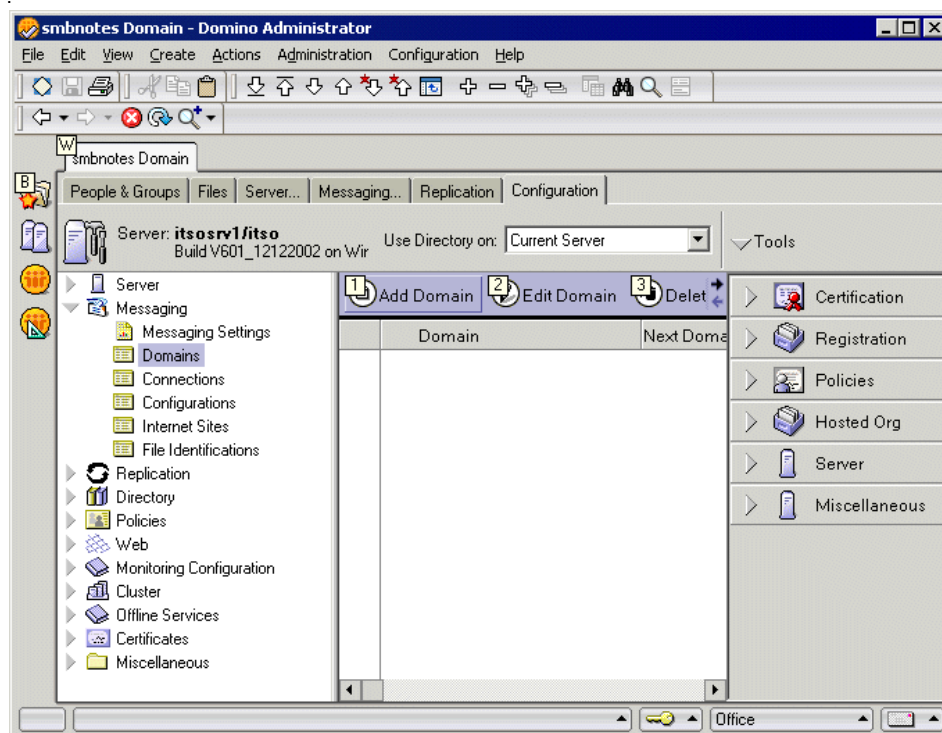 smbnotes Domain - Domino Administrator
File Edit View Create Actions Administration Configuration Help
W
smbnotes Domain
B
People & Groups Files Server... Messaging... Replication Configuration
Server: itsosrv1/itso
Build V601_12122002 on Wir
Use Directory on: Current Server
Tools
Server
Messaging
Messaging Settings
Domains
Connections
Configurations
Internet Sites
File Identifications
Replication
Directory
Policies
Web
Monitoring Configuration
Cluster
Offline Services
Certificates
Miscellaneous
1 Add Domain 2 Edit Domain 3 Delet
Domain Next Doma
Certification
Registration
Policies
Hosted Org
Server
Miscellaneous
Office